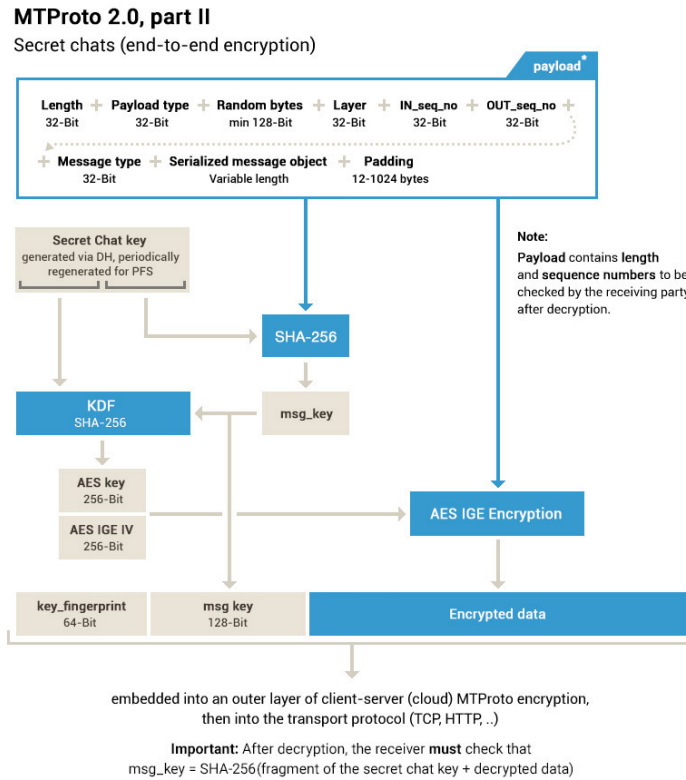 MTProto 2.0, part II
Secret chats (end-to-end encryption)
payload*
Length + Payload type + Random bytes + Layer + IN_seq_no + OUT_seq_no +
32-Bit 32-Bit min 128-Bit 32-Bit 32-Bit 32-Bit
+ Message type + Serialized message object + Padding
32-Bit Variable length 12-1024 bytes
Note:
Payload contains length
and sequence numbers to be
checked by the receiving party
after decryption.
Secret Chat key
generated via DH, periodically
regenerated for PFS
SHA-256
KDF
SHA-256
msg_key
AES key
256-Bit
AES IGE IV
256-Bit
AES IGE Encryption
key_fingerprint
64-Bit
msg key
128-Bit
Encrypted data
embedded into an outer layer of client-server (cloud) MTProto encryption,
then into the transport protocol (TCP, HTTP, ..)
Important: After decryption, the receiver must check that
msg_key = SHA-256(fragment of the secret chat key + decrypted data)